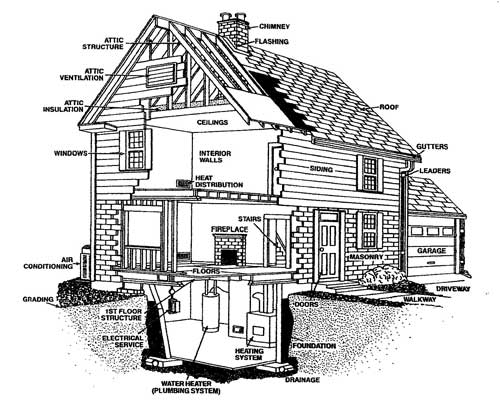 CHIMNEY
ATTIC
STRUCTURE
FLASHING
ATTIC
VENTILATION
ATTIC
INSULATION
ROOF
CEILINGS
GUTTERS
WINDOWS
INTERIOR
WALLS
SIDING
LEADERS
HEAT
DISTRIBUTION
STAIRS
FIREPLACE
GARAGE
MASONRY
AIR
CONDITIONING
FLOORS
DRIVEWAY
GRADING
WALKWAY
DOORS
1ST FLOOR
STRUCTURE
ELECTRICAL
SERVICE
HEATING
SYSTEM
FOUNDATION
WATER HEATER
(PLUMBING SYSTEM)
DRAINAGE